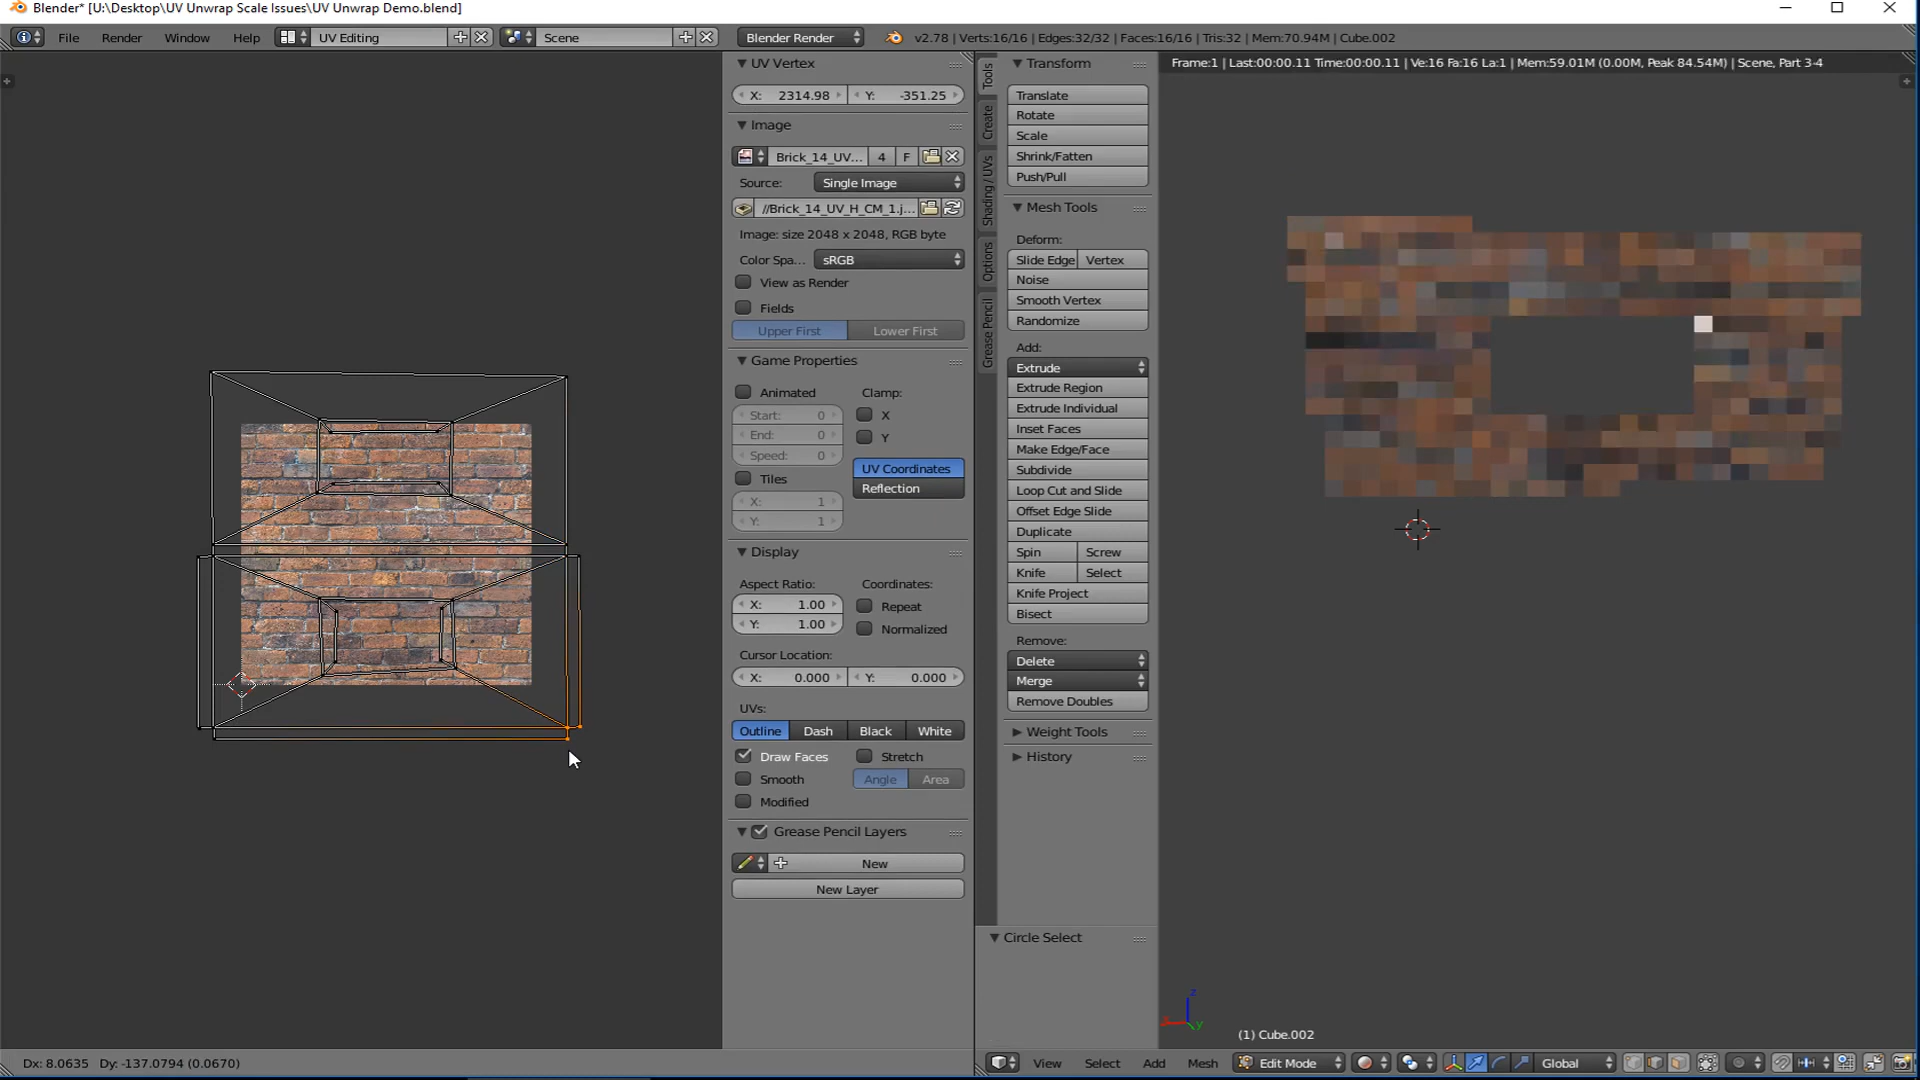 Blender* [U:\Desktop\UV Unwrap Scale Issues\UV Unwrap Demo.blend]
File Render Window Help UV Editing Scene Blender Render v2.78 | Verts:16/16 | Edges:32/32 | Faces:16/16 | Tris:32 | Mem:70.94M | Cube.002
UV Vertex
X: 2314.98 Y: -351.25
Image
Brick_14_UV... 4 F
Source: Single Image
//Brick_14_UV_H_CM_1.j...
Image: size 2048 x 2048, RGB byte
Color Spa... sRGB
View as Render
Fields
Upper First Lower First
Game Properties
Animated Clamp:
Start: 0 X
End: 0 Y
Speed: 0
Tiles UV Coordinates
X: 1 Reflection
Y: 1
Display
Aspect Ratio: Coordinates:
X: 1.00 Repeat
Y: 1.00 Normalized
Cursor Location:
X: 0.000 Y: 0.000
UVs:
Outline Dash Black White
Draw Faces Stretch
Smooth Angle Area
Modified
Grease Pencil Layers
New
New Layer
Tools
Create
Shading / UVs
Options
Grease Pencil
Transform
Translate
Rotate
Scale
Shrink/Fatten
Push/Pull
Mesh Tools
Deform:
Slide Edge Vertex
Noise
Smooth Vertex
Randomize
Add:
Extrude
Extrude Region
Extrude Individual
Inset Faces
Make Edge/Face
Subdivide
Loop Cut and Slide
Offset Edge Slide
Duplicate
Spin Screw
Knife Select
Knife Project
Bisect
Remove:
Delete
Merge
Remove Doubles
Weight Tools
History
Circle Select
Frame:1 | Last:00:00.11 Time:00:00.11 | Ve:16 Fa:16 La:1 | Mem:59.01M (0.00M, Peak 84.54M) | Scene, Part 3-4
z
y
(1) Cube.002
Dx: 8.0635 Dy: -137.0794 (0.0670)
View Select Add Mesh Edit Mode Global